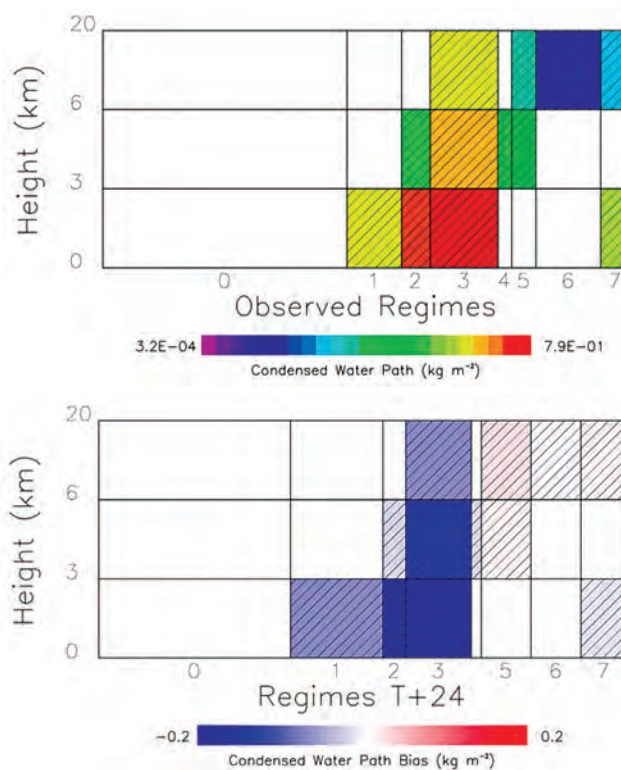 20
6
3
0
Height (km)
0 1 2 3 4 5 6 7
Observed Regimes
3.2E-04 7.9E-01
Condensed Water Path (kg m⁻²)
20
6
3
0
Height (km)
0 1 2 3 5 6 7
Regimes T+24
-0.2 0.2
Condensed Water Path Bias (kg m⁻²)